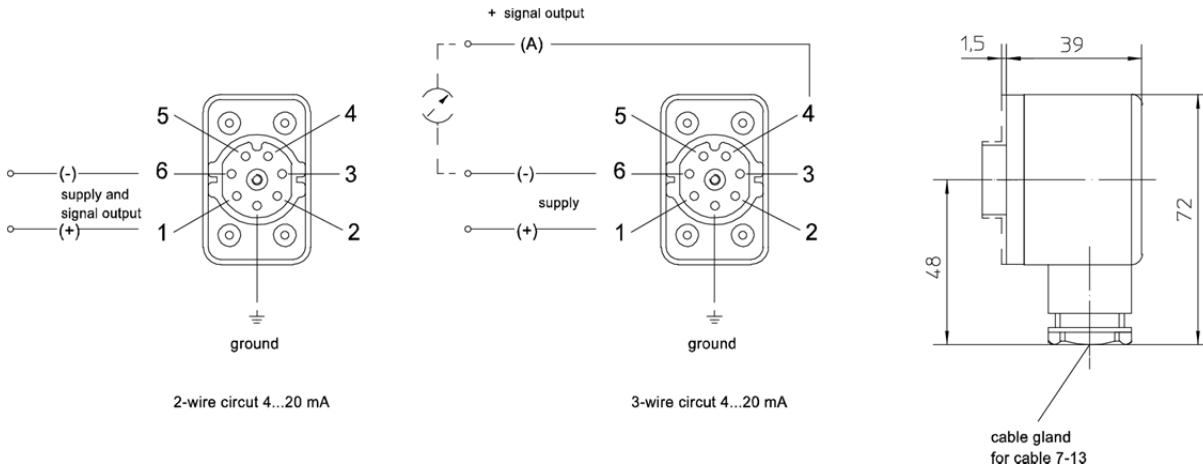 5
4
6
3
1
2
(-)
supply and
signal output
(+)
ground
2-wire circut 4...20 mA
+ signal output
(A)
5
4
6
3
1
2
(-)
supply
(+)
ground
3-wire circut 4...20 mA
1,5
39
72
48
cable gland
for cable 7-13